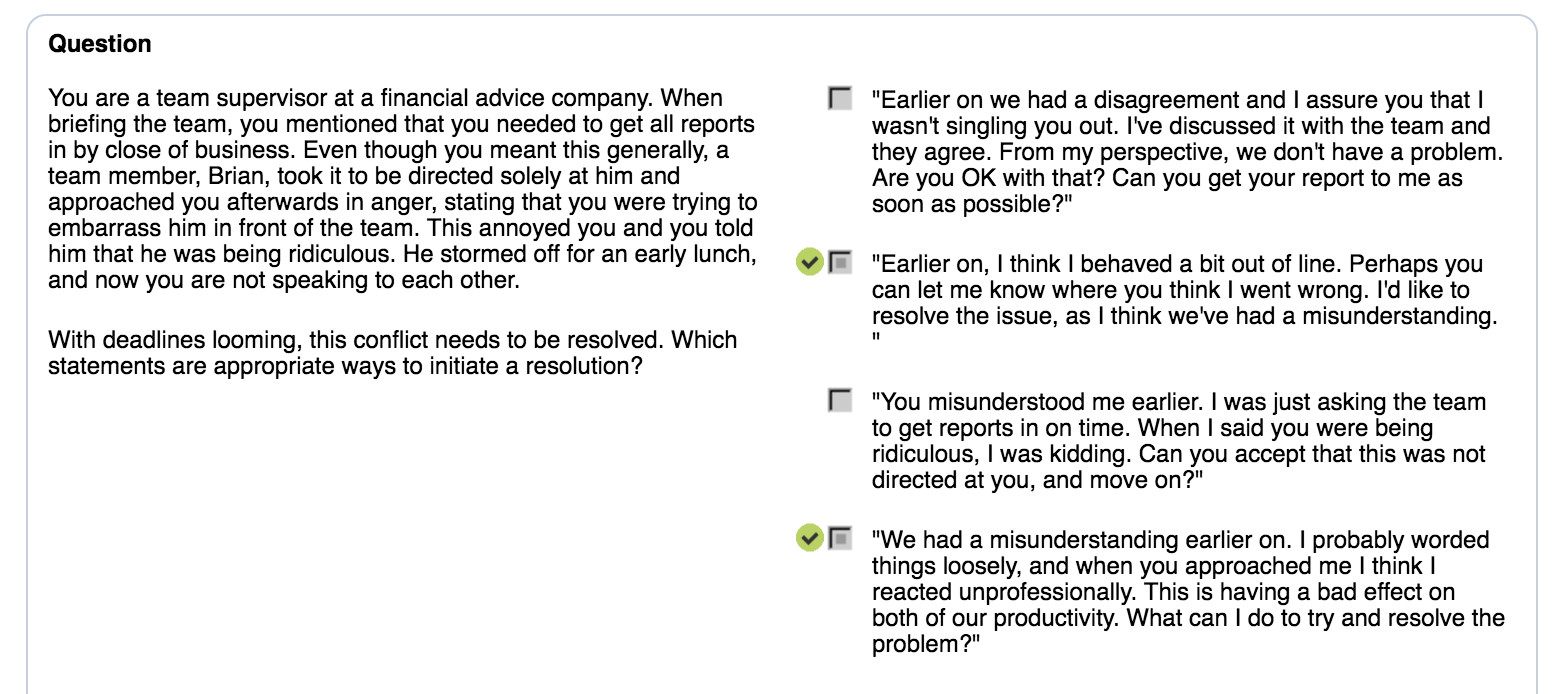 Question
You are a team supervisor at a financial advice company. When
briefing the team, you mentioned that you needed to get all reports
in by close of business. Even though you meant this generally, a
team member, Brian, took it to be directed solely at him and
approached you afterwards in anger, stating that you were trying to
embarrass him in front of the team. This annoyed you and you told
him that he was being ridiculous. He stormed off for an early lunch,
and now you are not speaking to each other.
With deadlines looming, this conflict needs to be resolved. Which
statements are appropriate ways to initiate a resolution?
"Earlier on we had a disagreement and I assure you that I
wasn't singling you out. I've discussed it with the team and
they agree. From my perspective, we don't have a problem.
Are you OK with that? Can you get your report to me as
soon as possible?"
"Earlier on, I think I behaved a bit out of line. Perhaps you
can let me know where you think I went wrong. I'd like to
resolve the issue, as I think we've had a misunderstanding.
"
"You misunderstood me earlier. I was just asking the team
to get reports in on time. When I said you were being
ridiculous, I was kidding. Can you accept that this was not
directed at you, and move on?"
"We had a misunderstanding earlier on. I probably worded
things loosely, and when you approached me I think I
reacted unprofessionally. This is having a bad effect on
both of our productivity. What can I do to try and resolve the
problem?"